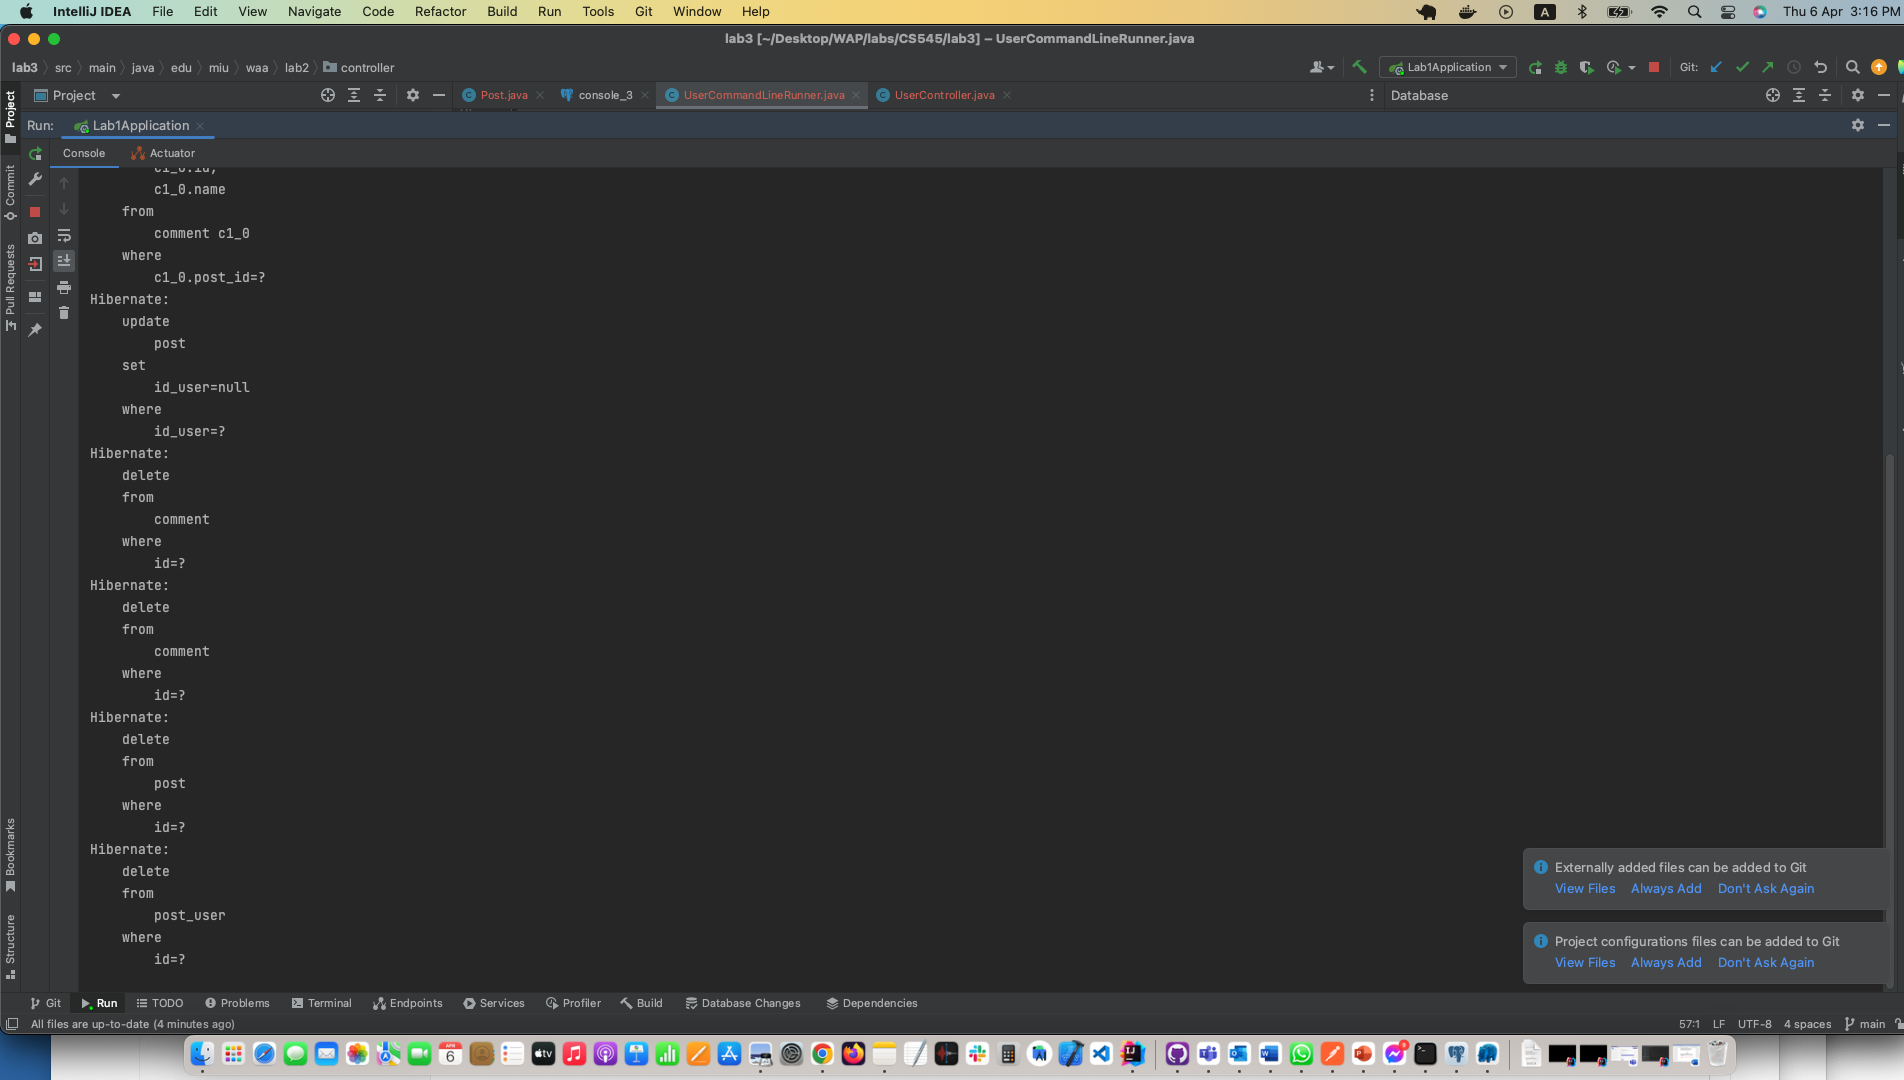 IntelliJ IDEA File Edit View Navigate Code Refactor Build Run Tools Git Window Help A Thu 6 Apr 3:16 PM
lab3 [~/Desktop/WAP/labs/CS545/lab3] – UserCommandLineRunner.java
lab3 src main java edu miu waa lab2 controller Lab1Application Git:
Project Post.java console_3 UserCommandLineRunner.java UserController.java Database
Run: Lab1Application
Console Actuator
c1_0.id,
c1_0.name
from
comment c1_0
where
c1_0.post_id=?
Hibernate:
update
post
set
id_user=null
where
id_user=?
Hibernate:
delete
from
comment
where
id=?
Hibernate:
delete
from
comment
where
id=?
Hibernate:
delete
from
post
where
id=?
Hibernate:
delete
from
post_user
where
id=?
Project
Commit
Pull Requests
Bookmarks
Structure
Externally added files can be added to Git
View Files Always Add Don't Ask Again
Project configurations files can be added to Git
View Files Always Add Don't Ask Again
Git Run TODO Problems Terminal Endpoints Services Profiler Build Database Changes Dependencies
All files are up-to-date (4 minutes ago) 57:1 LF UTF-8 4 spaces main
APR
6
tv